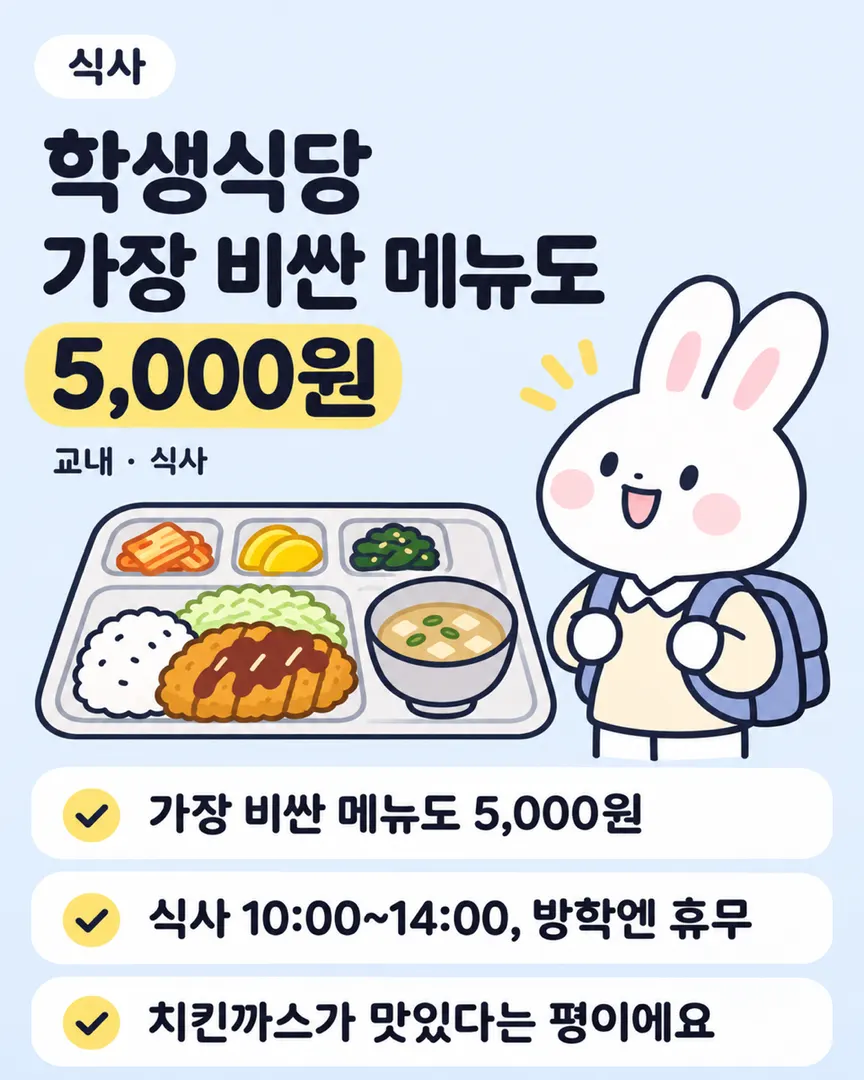 식사
학생식당
가장 비싼 메뉴도
5,000원
교내 · 식사
가장 비싼 메뉴도 5,000원
식사 10:00~14:00, 방학엔 휴무
치킨까스가 맛있다는 평이에요